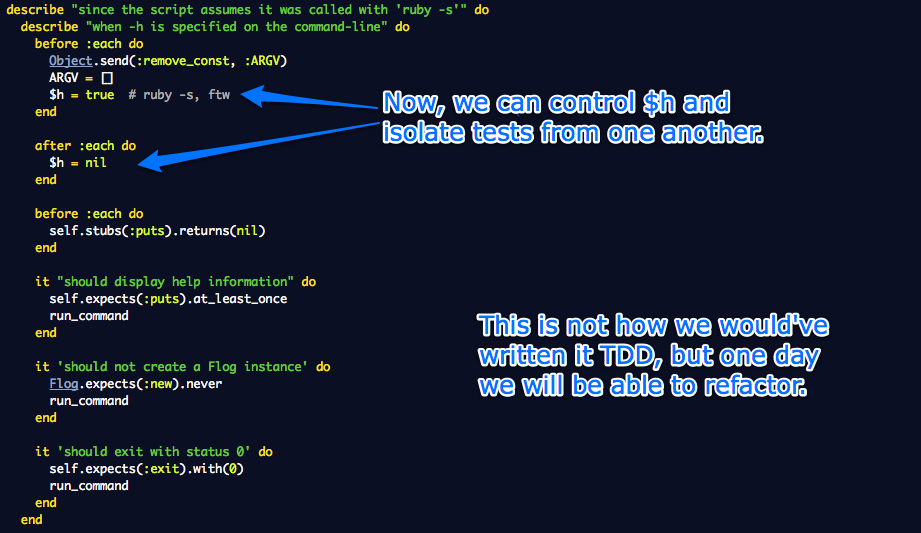 describe "since the script assumes it was called with 'ruby -s'" do
describe "when -h is specified on the command-line" do
before :each do
Object.send(:remove_const, :ARGV)
ARGV = []
$h = true  # ruby -s, ftw
end
Now, we can control $h and
isolate tests from one another.
after :each do
$h = nil
end
before :each do
self.stubs(:puts).returns(nil)
end
it "should display help information" do
self.expects(:puts).at_least_once
run_command
end
This is not how we would've
written it TDD, but one day
we will be able to refactor.
it 'should not create a Flog instance' do
Flog.expects(:new).never
run_command
end
it 'should exit with status 0' do
self.expects(:exit).with(0)
run_command
end
end